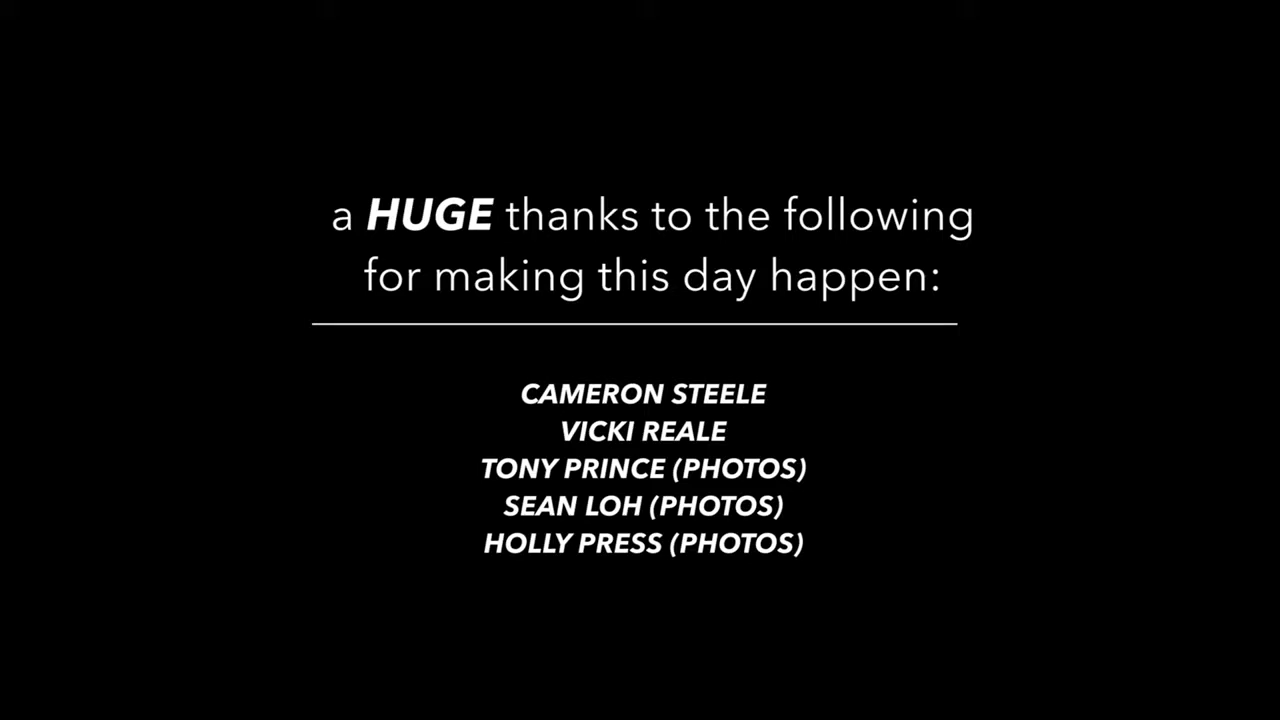 a HUGE thanks to the following
for making this day happen:
CAMERON STEELE
VICKI REALE
TONY PRINCE (PHOTOS)
SEAN LOH (PHOTOS)
HOLLY PRESS (PHOTOS)